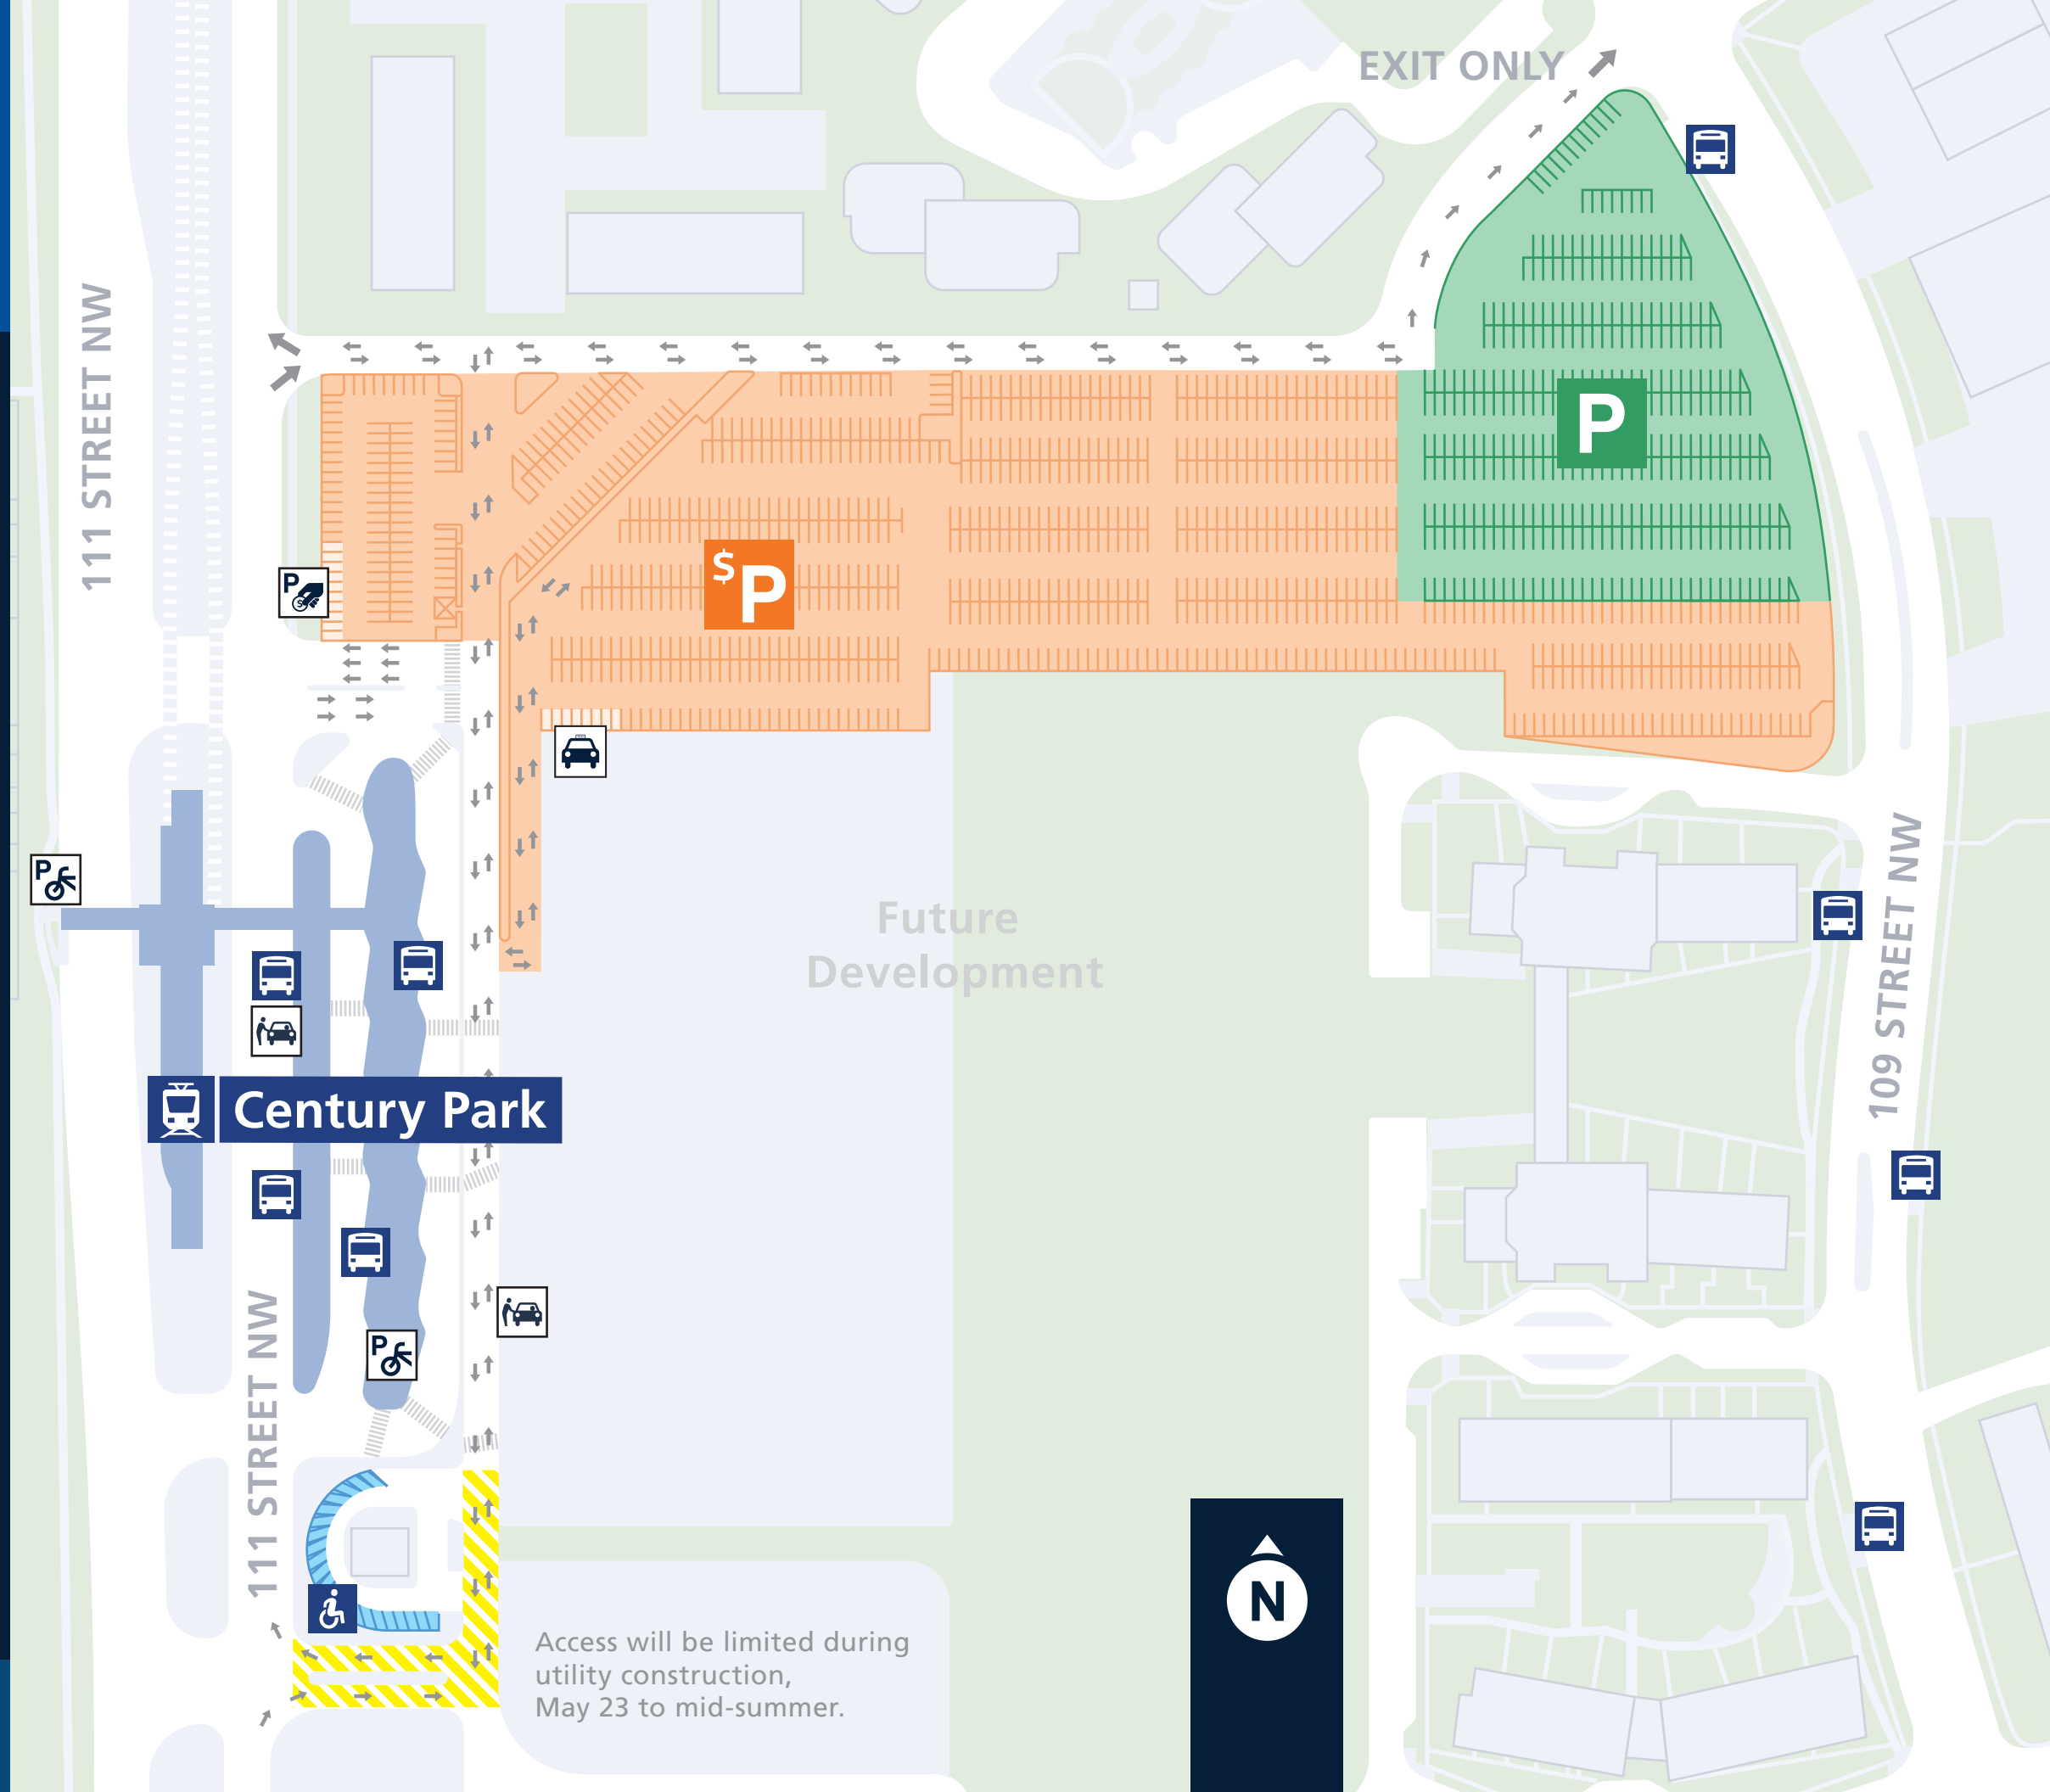 EXIT ONLY
111 STREET NW
P
$P
P
P
Future
Development
109 STREET NW
Century Park
P
111 STREET NW
N
Access will be limited during
utility construction,
May 23 to mid-summer.